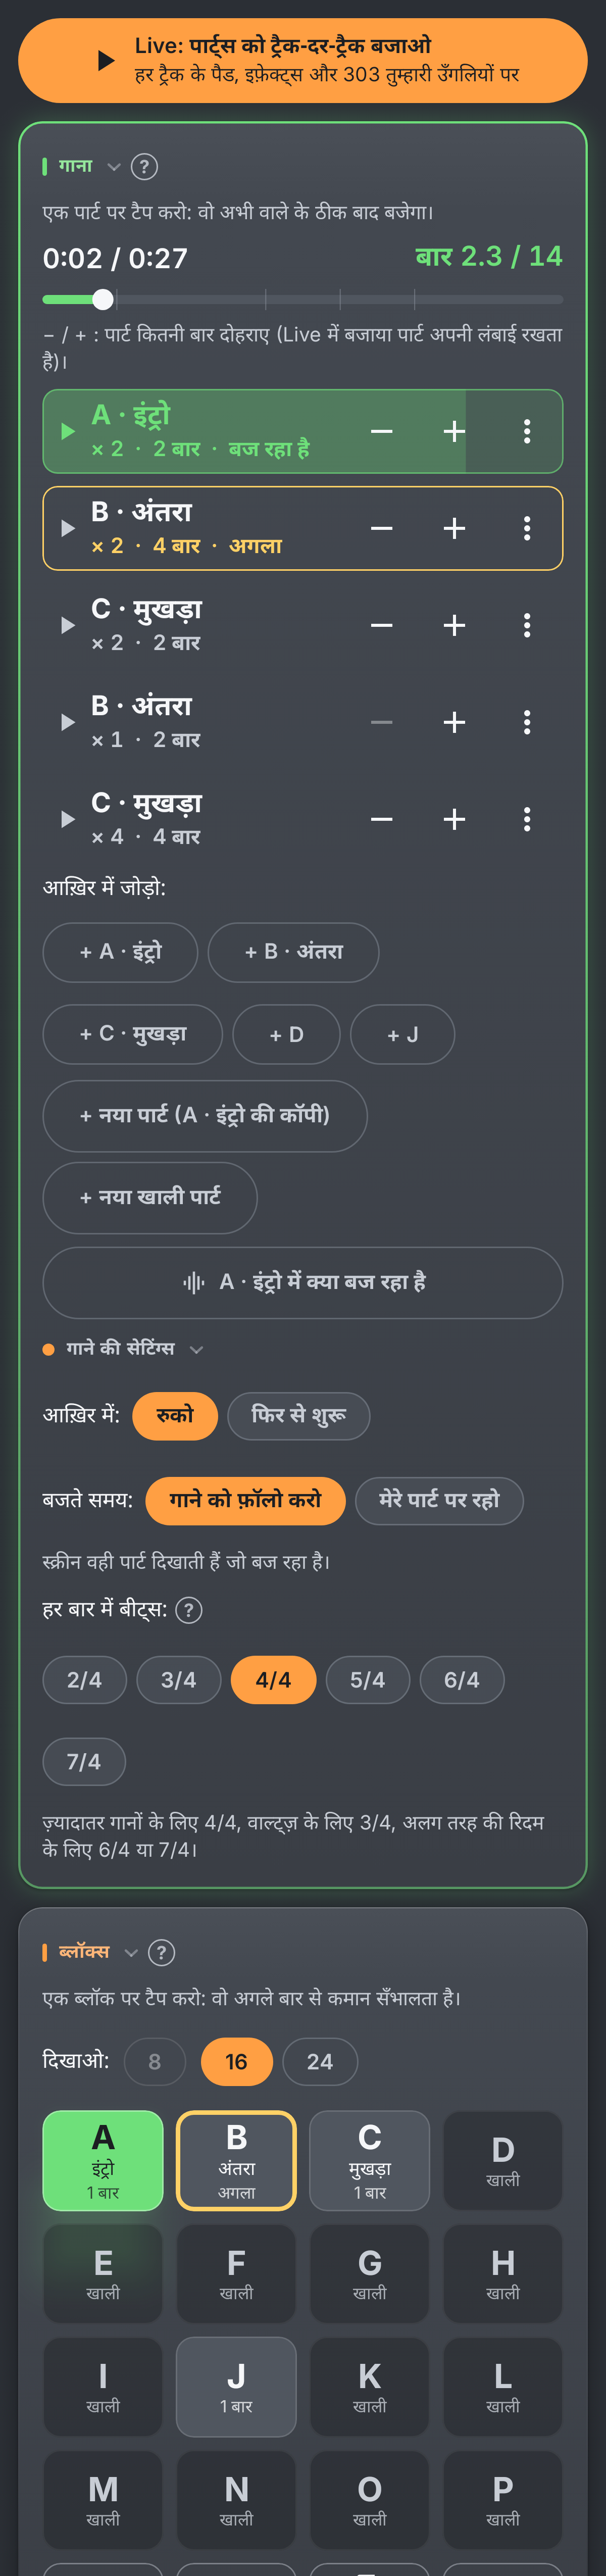 Live: पार्ट्स को ट्रैक-दर-ट्रैक बजाओ
हर ट्रैक के पैड, इफ़ेक्ट्स और 303 तुम्हारी उँगलियों पर
गाना ?
एक पार्ट पर टैप करो: वो अभी वाले के ठीक बाद बजेगा।
0:02 / 0:27 बार 2.3 / 14
− / + : पार्ट कितनी बार दोहराए (Live में बजाया पार्ट अपनी लंबाई रखता
है)।
A · इंट्रो
× 2 · 2 बार · बज रहा है
B · अंतरा
× 2 · 4 बार · अगला
C · मुखड़ा
× 2 · 2 बार
B · अंतरा
× 1 · 2 बार
C · मुखड़ा
× 4 · 4 बार
आख़िर में जोड़ो:
+ A · इंट्रो + B · अंतरा
+ C · मुखड़ा + D + J
+ नया पार्ट (A · इंट्रो की कॉपी)
+ नया खाली पार्ट
A · इंट्रो में क्या बज रहा है
गाने की सेटिंग्स
आख़िर में: रुको फिर से शुरू
बजते समय: गाने को फ़ॉलो करो मेरे पार्ट पर रहो
स्क्रीन वही पार्ट दिखाती हैं जो बज रहा है।
हर बार में बीट्स: ?
2/4 3/4 4/4 5/4 6/4
7/4
ज़्यादातर गानों के लिए 4/4, वाल्ट्ज़ के लिए 3/4, अलग तरह की रिदम
के लिए 6/4 या 7/4।
ब्लॉक्स ?
एक ब्लॉक पर टैप करो: वो अगले बार से कमान सँभालता है।
दिखाओ: 8 16 24
A B C D
इंट्रो अंतरा मुखड़ा खाली
1 बार अगला 1 बार
E F G H
खाली खाली खाली खाली
I J K L
खाली 1 बार खाली खाली
M N O P
खाली खाली खाली खाली